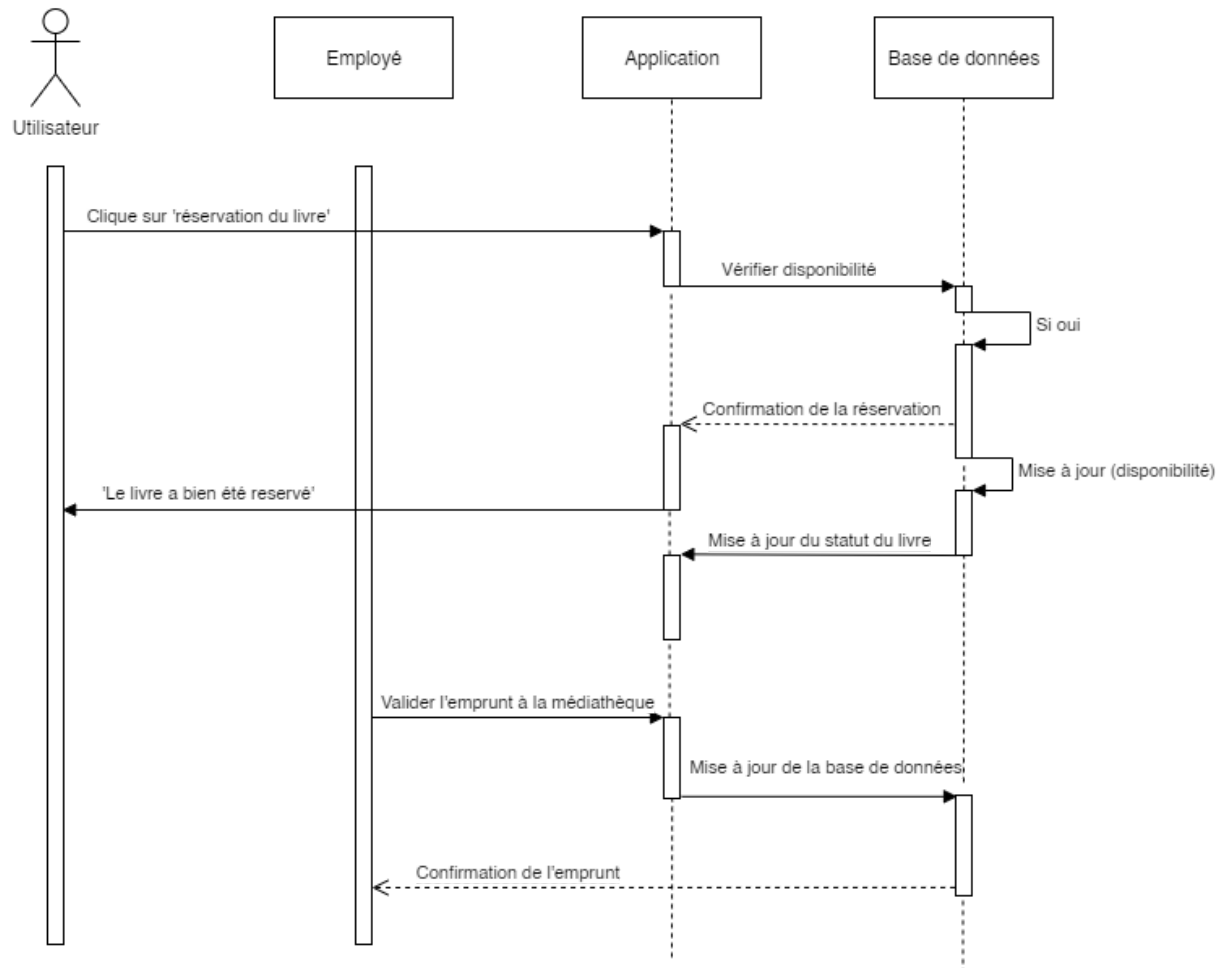 Employé
Application
Base de données
Utilisateur
Clique sur 'réservation du livre'
Vérifier disponibilité
Si oui
Confirmation de la réservation
Mise à jour (disponibilité)
'Le livre a bien été reservé'
Mise à jour du statut du livre
Valider l'emprunt à la médiathèque
Mise à jour de la base de données
Confirmation de l'emprunt